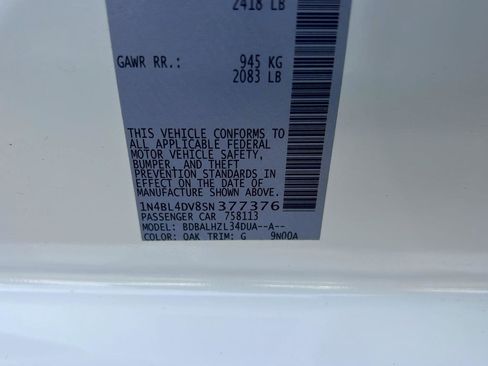 2418 LB
GAWR RR.: 945 KG
2083 LB
THIS VEHICLE CONFORMS TO
ALL APPLICABLE FEDERAL
MOTOR VEHICLE SAFETY,
BUMPER, AND THEFT
PREVENTION STANDARDS
IN EFFECT ON THE DATE OF
MANUFACTURE SHOWN ABOVE.
1N4BL4DV8SN377376
PASSENGER CAR 758113
MODEL: BDBALHZL34DUA--A--
COLOR: QAK TRIM: G 9N00A